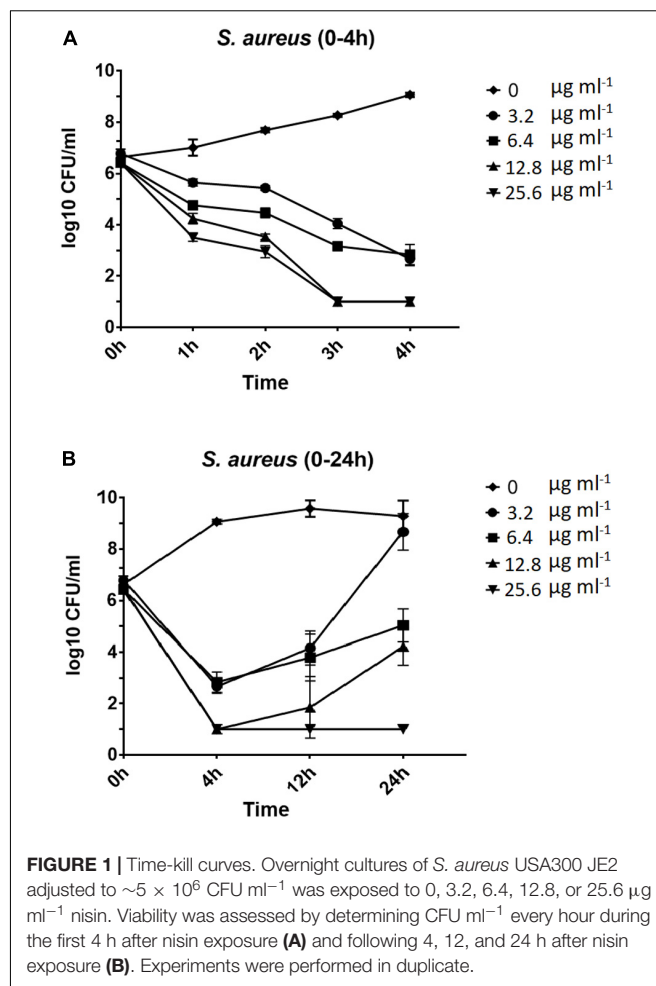 A
S. aureus (0-4h)
10
8
6
4
2
0
log10 CFU/ml
0h
1h
2h
3h
4h
Time
0 µg ml-1
3.2 µg ml-1
6.4 µg ml-1
12.8 µg ml-1
25.6 µg ml-1
B
S. aureus (0-24h)
10
8
6
4
2
0
log10 CFU/ml
0h
4h
12h
24h
Time
0 µg ml-1
3.2 µg ml-1
6.4 µg ml-1
12.8 µg ml-1
25.6 µg ml-1
FIGURE 1 | Time-kill curves. Overnight cultures of S. aureus USA300 JE2
adjusted to ∼5 × 10⁶ CFU ml⁻¹ was exposed to 0, 3.2, 6.4, 12.8, or 25.6 µg
ml⁻¹ nisin. Viability was assessed by determining CFU ml⁻¹ every hour during
the first 4 h after nisin exposure (A) and following 4, 12, and 24 h after nisin
exposure (B). Experiments were performed in duplicate.